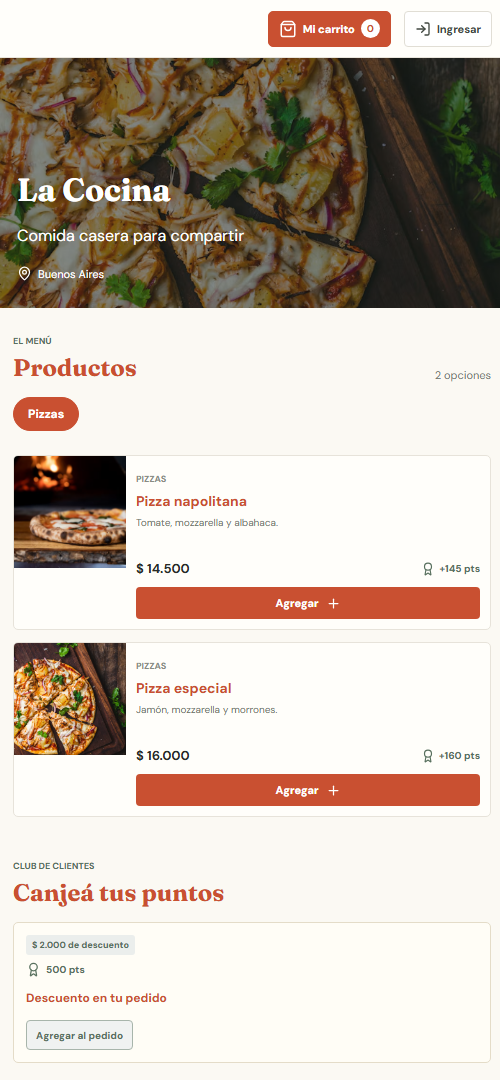 Mi carrito 0
Ingresar
La Cocina
Comida casera para compartir
Buenos Aires
EL MENÚ
Productos
2 opciones
Pizzas
PIZZAS
Pizza napolitana
Tomate, mozzarella y albahaca.
$ 14.500
+145 pts
Agregar
PIZZAS
Pizza especial
Jamón, mozzarella y morrones.
$ 16.000
+160 pts
Agregar
CLUB DE CLIENTES
Canjeá tus puntos
$ 2.000 de descuento
500 pts
Descuento en tu pedido
Agregar al pedido